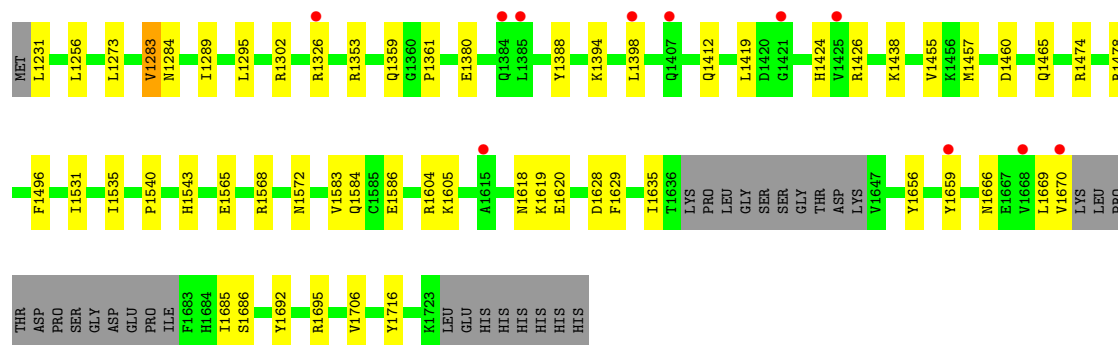 MET L1231 L1256 L1273 V1283 N1284 I1289 L1295 R1302 R1326 R1353 Q1359 G1360 P1361 E1380 Q1384 L1385 Y1388 K1394 L1398 Q1407 Q1412 L1419 D1420 G1421 H1424 V1425 R1426 K1438 V1455 K1456 M1457 D1460 Q1465 R1474
F1496 I1531 I1535 P1540 H1543 E1565 R1568 N1572 V1583 Q1584 C1585 E1586 R1604 K1605 A1615 N1618 K1619 E1620 D1628 F1629 I1635 T1636 LYS PRO LEU GLY SER SER GLY THR ASP LYS V1647 Y1656 Y1659 N1666 E1667 V1668 L1669 V1670 LYS LEU PRO
THR ASP PRO SER GLY ASP GLU PRO ILE F1683 H1684 I1685 S1686 Y1692 R1695 V1706 Y1716 K1723 LEU GLU HIS HIS HIS HIS HIS HIS